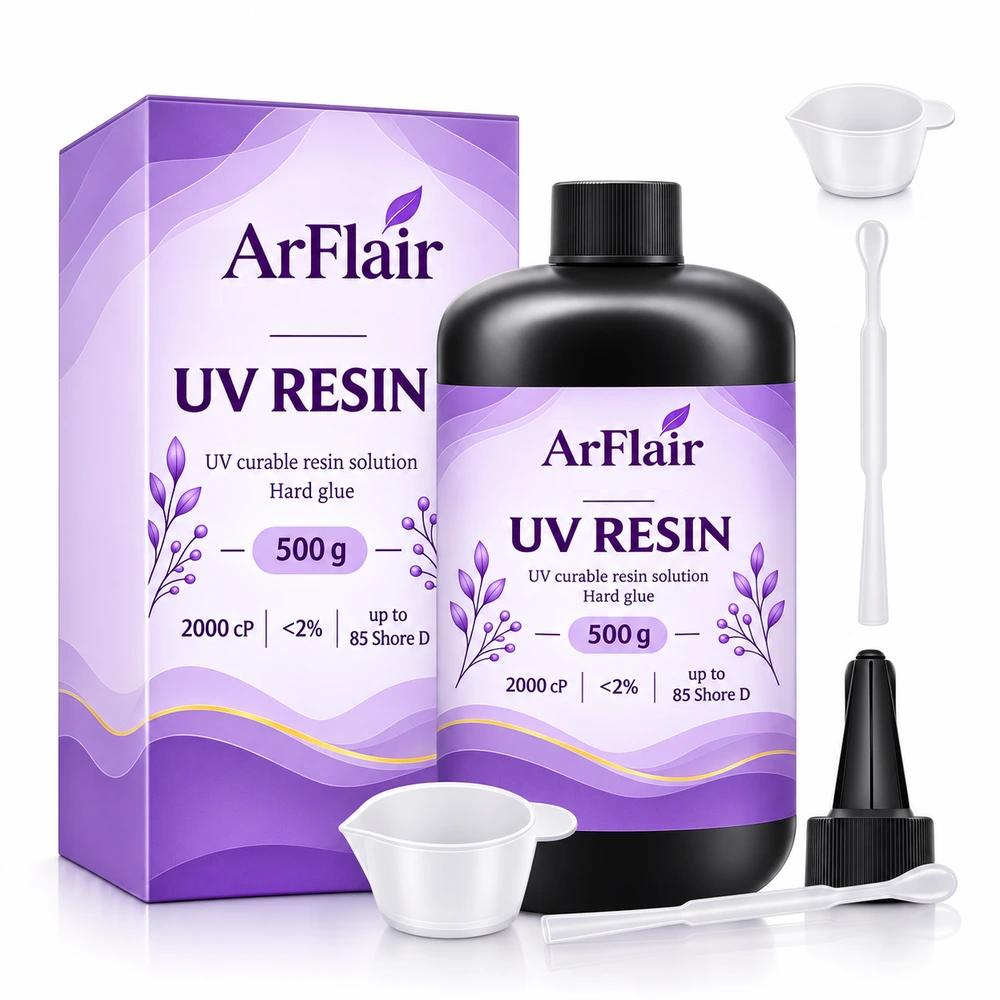 ArFlair
UV RESIN
UV curable resin solution
Hard glue
500 g
2000 cP
<2%
up to
85 Shore D
ArFlair
UV RESIN
UV curable resin solution
Hard glue
500 g
2000 cP
<2%
up to
85 Shore D